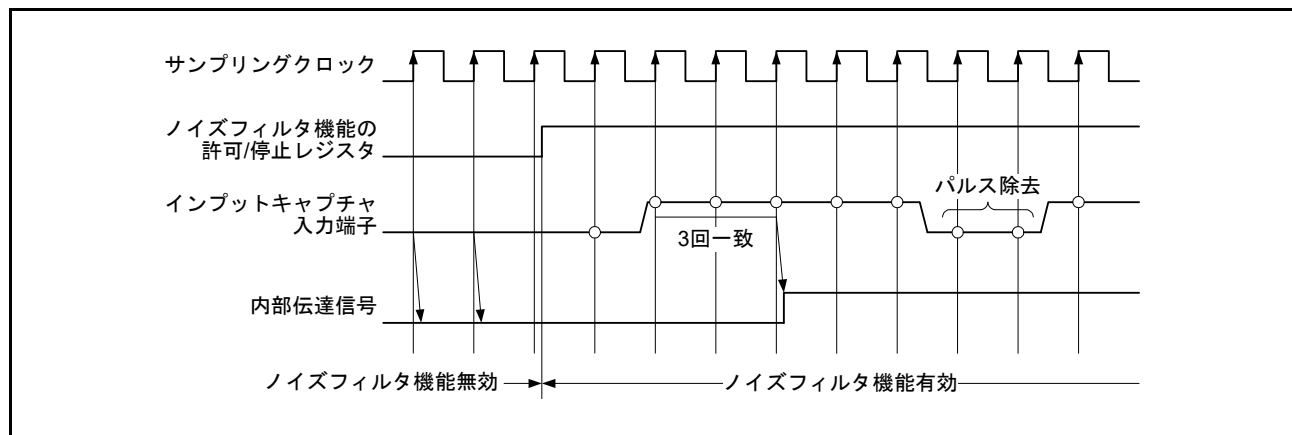 サンプリングクロック
ノイズフィルタ機能の
許可/停止レジスタ
インプットキャプチャ
入力端子
パルス除去
3回一致
内部伝達信号
ノイズフィルタ機能無効
ノイズフィルタ機能有効